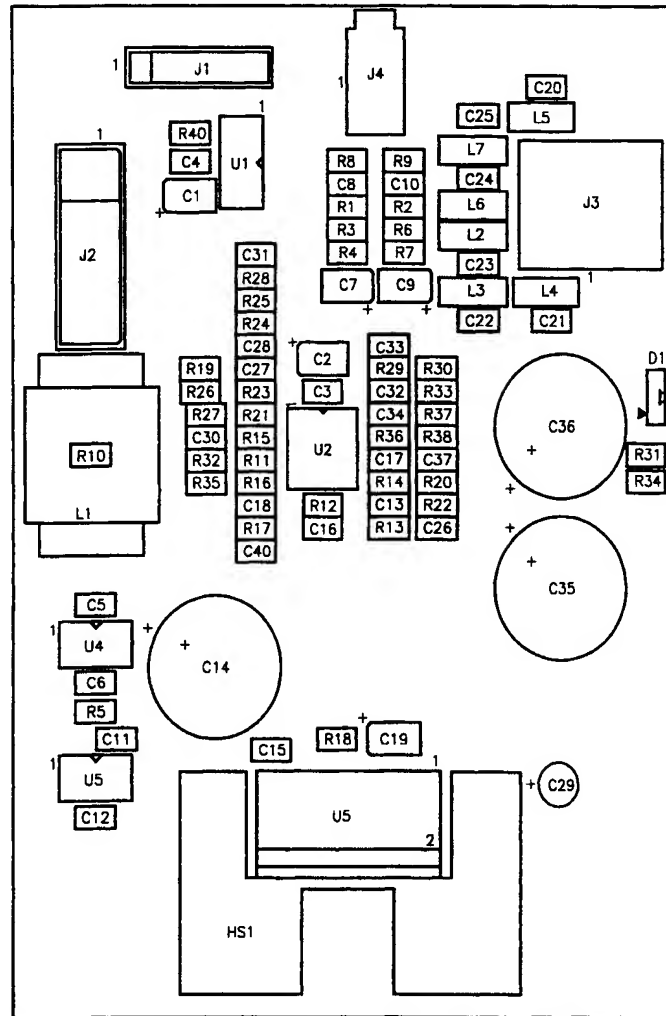 1 J1
1 J4
C20
C25 L5
R40 1
C4 U1
C1 +
1
J2
R8 R9 L7
C8 C10 C24
R1 R2 L6
R3 R6 L2
R4 R7 C23
C7 C9 L3 L4
+ +
C22 C21
J3
1
C31
R28
R25
R24
C28
C27
R23
R21
R15
R11
R16
C18
R17
C40
R19
R26
R27
C30
R32
R35
R10
L1
+ C2
C3
1
U2
R12
C16
C33
R29
C32
C34
R36
C17
R14
C13
R13
R30
R33
R37
R38
C37
R20
R22
C26
C36
+
+
D1
R31
R34
+
+
C35
C5
1
U4
C6
R5
C11
1
U5
C12
+
+
C14
+
C15 R18 C19
1
U5
2
+ C29
HS1